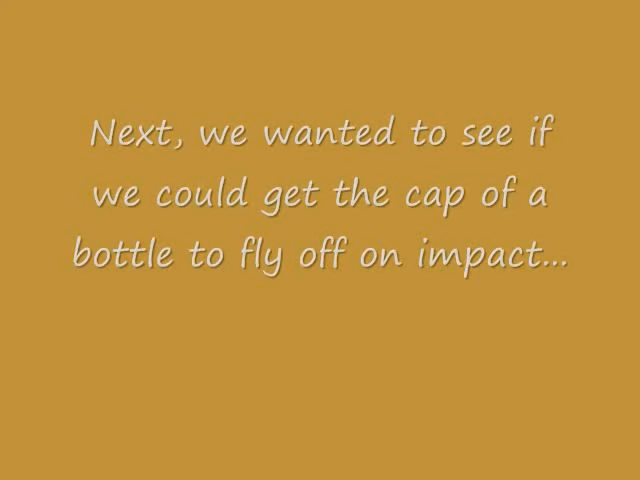 Next, we wanted to see if
we could get the cap of a
bottle to fly off on impact...